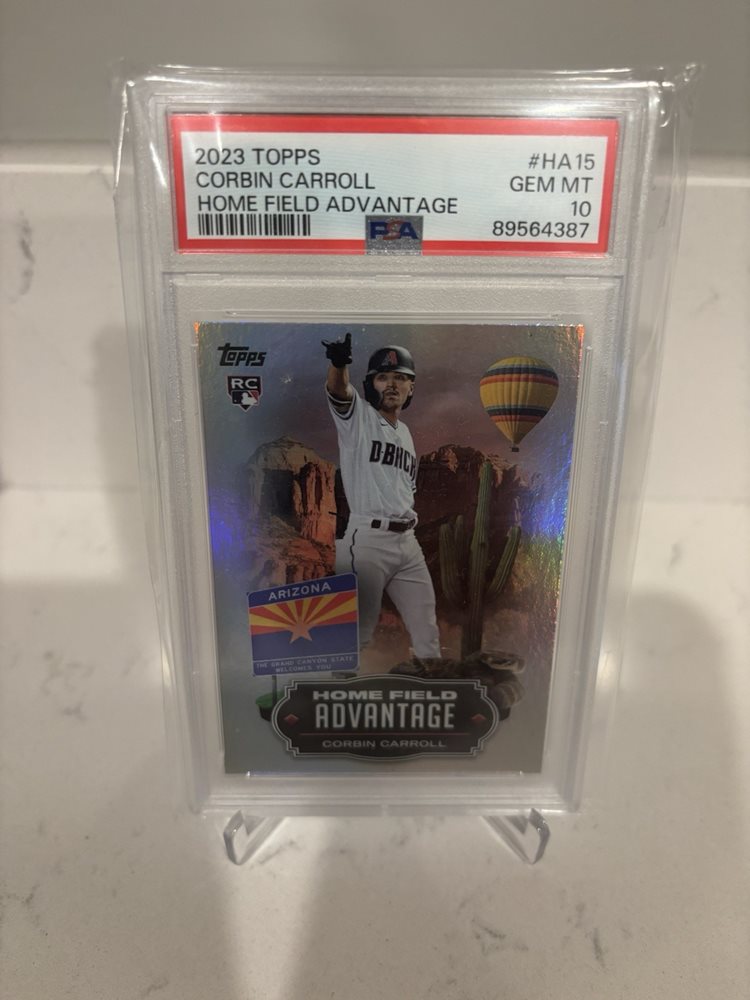 2023 TOPPS #HA15
CORBIN CARROLL GEM MT
HOME FIELD ADVANTAGE 10
PSA 89564387
topps
RC
A
D-BACK
ARIZONA
THE GRAND CANYON STATE
WELCOMES YOU
HOME FIELD
ADVANTAGE
CORBIN CARROLL